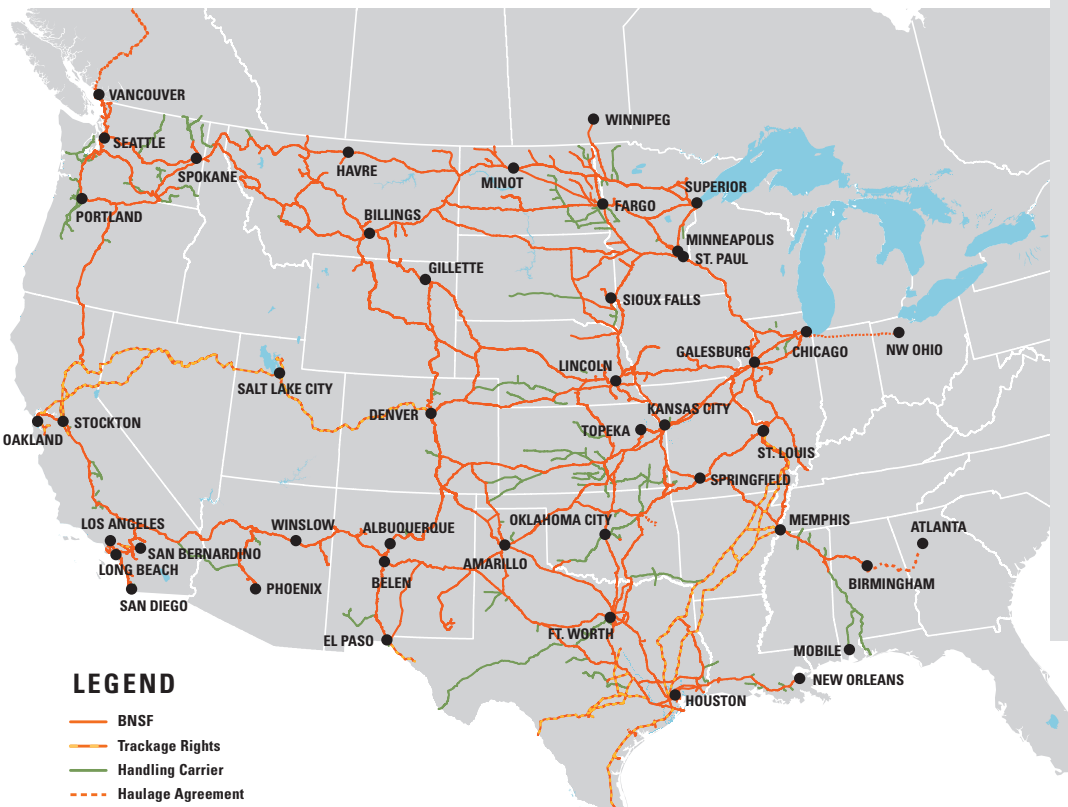 VANCOUVER
WINNIPEG
SEATTLE
HAVRE
SPOKANE
MINOT
SUPERIOR
FARGO
PORTLAND
BILLINGS
MINNEAPOLIS
ST. PAUL
GILLETTE
SIOUX FALLS
GALESBURG
CHICAGO
NW OHIO
LINCOLN
SALT LAKE CITY
DENVER
KANSAS CITY
OAKLAND
STOCKTON
TOPEKA
ST. LOUIS
SPRINGFIELD
LOS ANGELES
WINSLOW
ALBUQUERQUE
OKLAHOMA CITY
MEMPHIS
ATLANTA
SAN BERNARDINO
LONG BEACH
BELEN
AMARILLO
BIRMINGHAM
SAN DIEGO
PHOENIX
EL PASO
FT. WORTH
MOBILE
NEW ORLEANS
HOUSTON
LEGEND
BNSF
Trackage Rights
Handling Carrier
Haulage Agreement